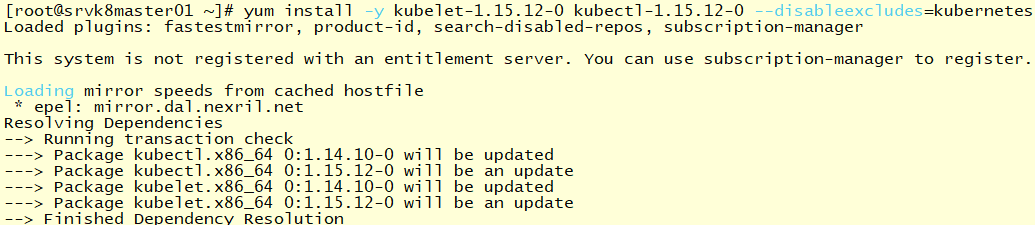 [root@srvk8master01 ~]# yum install -y kubelet-1.15.12-0 kubectl-1.15.12-0 --disableexcludes=kubernetes
Loaded plugins: fastestmirror, product-id, search-disabled-repos, subscription-manager
This system is not registered with an entitlement server. You can use subscription-manager to register.
Loading mirror speeds from cached hostfile
 * epel: mirror.dal.nexril.net
Resolving Dependencies
--> Running transaction check
---> Package kubectl.x86_64 0:1.14.10-0 will be updated
---> Package kubectl.x86_64 0:1.15.12-0 will be an update
---> Package kubelet.x86_64 0:1.14.10-0 will be updated
---> Package kubelet.x86_64 0:1.15.12-0 will be an update
--> Finished Dependency Resolution